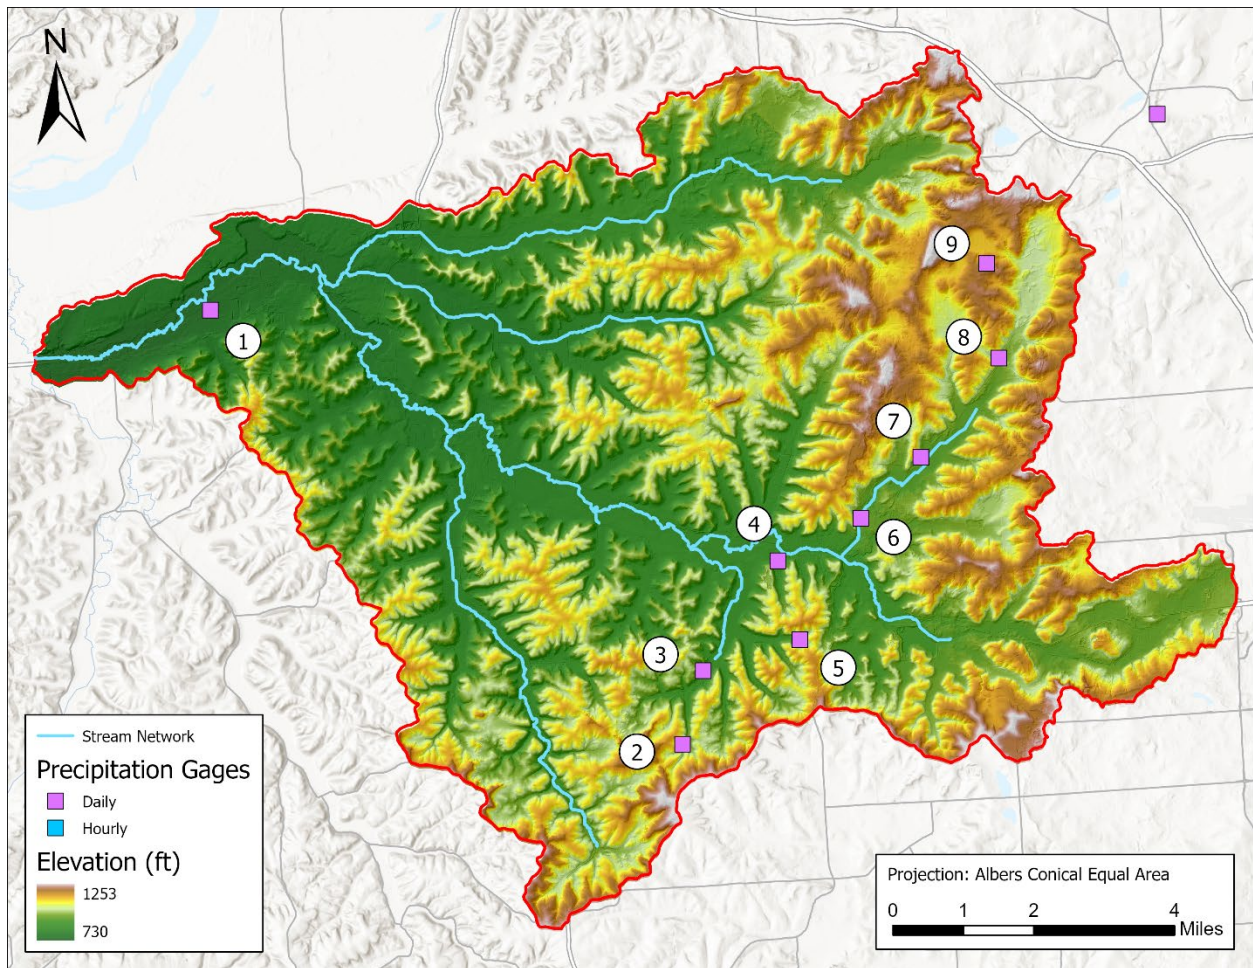 N
9
8
1
7
4
6
3
5
2
Stream Network
Precipitation Gages
Daily
Hourly
Elevation (ft)
1253
730
Projection: Albers Conical Equal Area
0 1 2 4
Miles